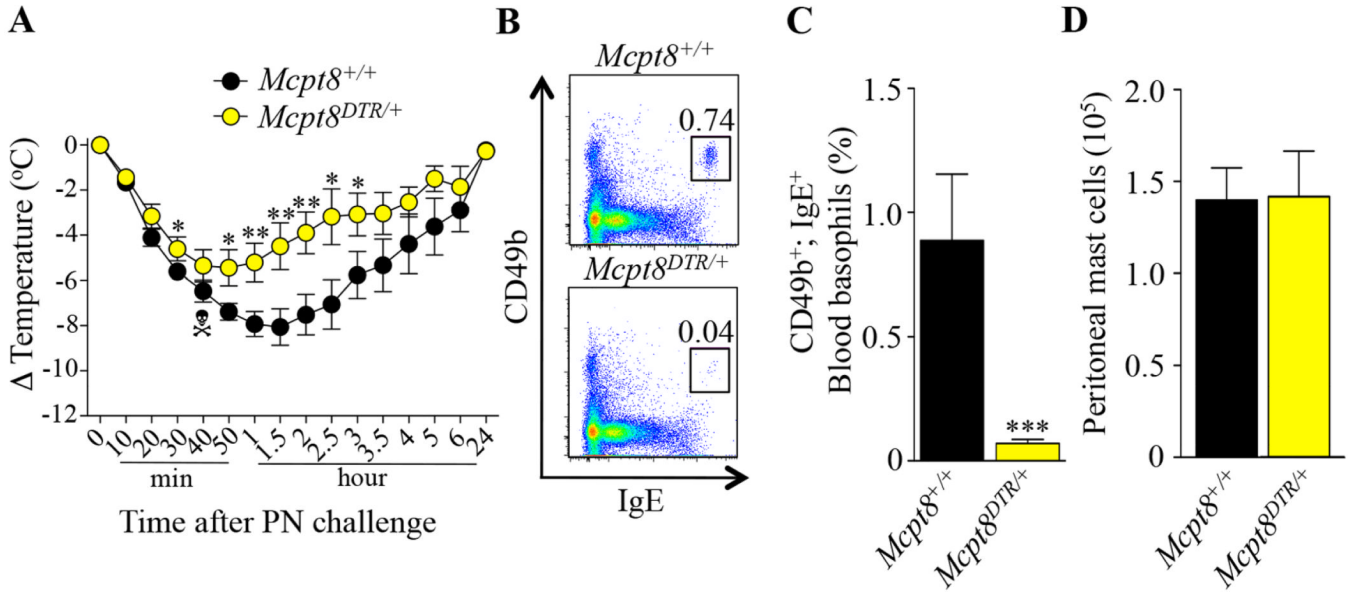 A
Mcpt8+/+
Mcpt8DTR/+
Δ Temperature (oC)
0
-2
-4
-6
-8
-10
-12
*
*
**
**
**
*
*
0
10
20
30
40
50
1
1.5
2
2.5
3
3.5
4
5
6
24
min
hour
Time after PN challenge
B
Mcpt8+/+
0.74
Mcpt8DTR/+
0.04
CD49b
IgE
C
CD49b+; IgE+
Blood basophils (%)
1.5
1.0
0.5
0
***
Mcpt8+/+
Mcpt8DTR/+
D
Peritoneal mast cells (10⁵)
2.0
1.5
1.0
0.5
0
Mcpt8+/+
Mcpt8DTR/+